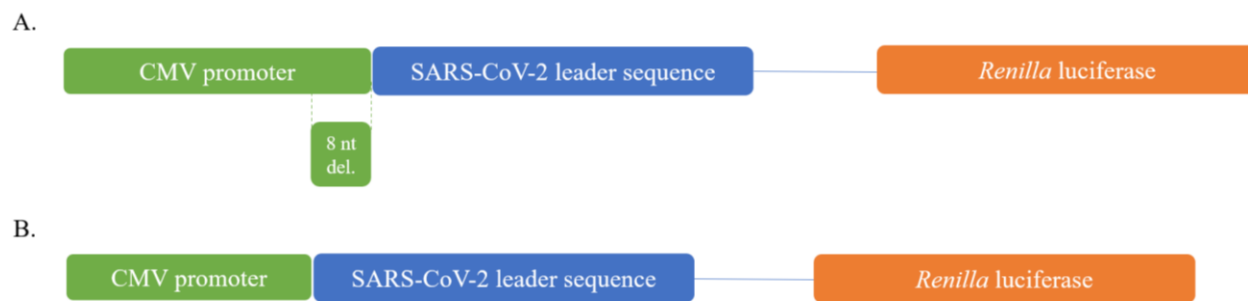 A.
CMV promoter
SARS-CoV-2 leader sequence
Renilla luciferase
8 nt
del.
B.
CMV promoter
SARS-CoV-2 leader sequence
Renilla luciferase